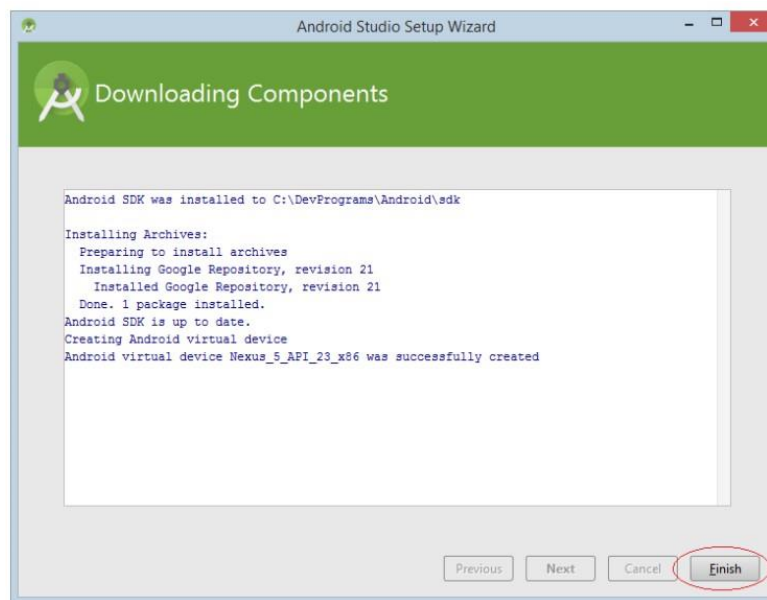 Android Studio Setup Wizard
Downloading Components
Android SDK was installed to C:\DevPrograms\Android\sdk
Installing Archives:
Preparing to install archives
Installing Google Repository, revision 21
Installed Google Repository, revision 21
Done. 1 package installed.
Android SDK is up to date.
Creating Android virtual device
Android virtual device Nexus_5_API_23_x86 was successfully created
Previous Next Cancel Finish